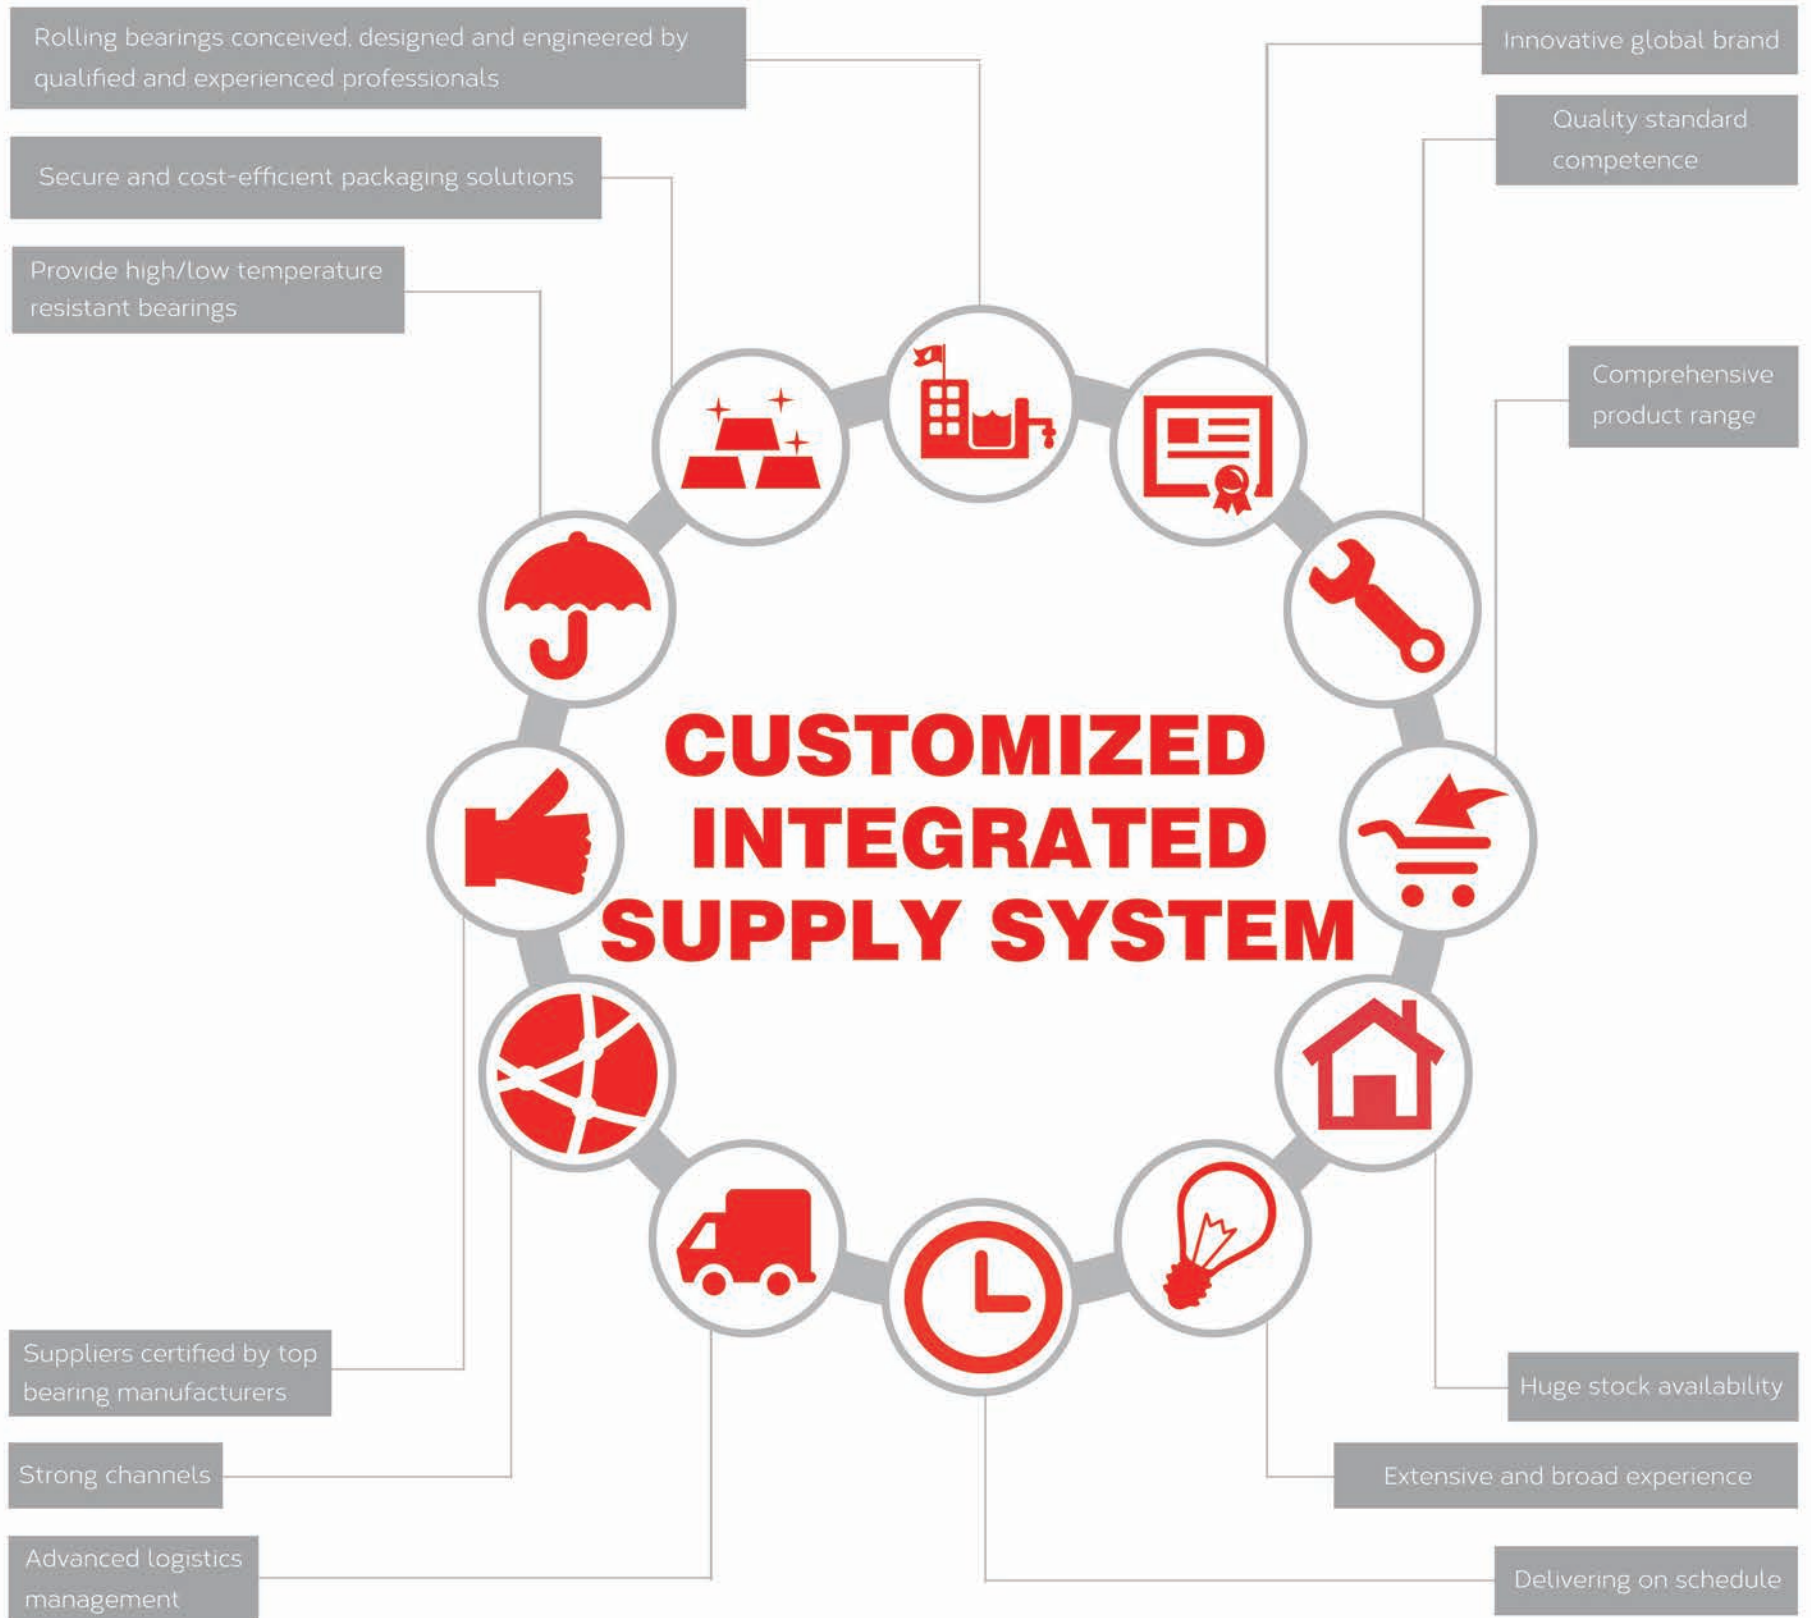 Rolling bearings conceived, designed and engineered by
qualified and experienced professionals
Innovative global brand
Quality standard
competence
Secure and cost-efficient packaging solutions
Provide high/low temperature
resistant bearings
Comprehensive
product range
CUSTOMIZED
INTEGRATED
SUPPLY SYSTEM
Suppliers certified by top
bearing manufacturers
Huge stock availability
Strong channels
Extensive and broad experience
Advanced logistics
management
Delivering on schedule